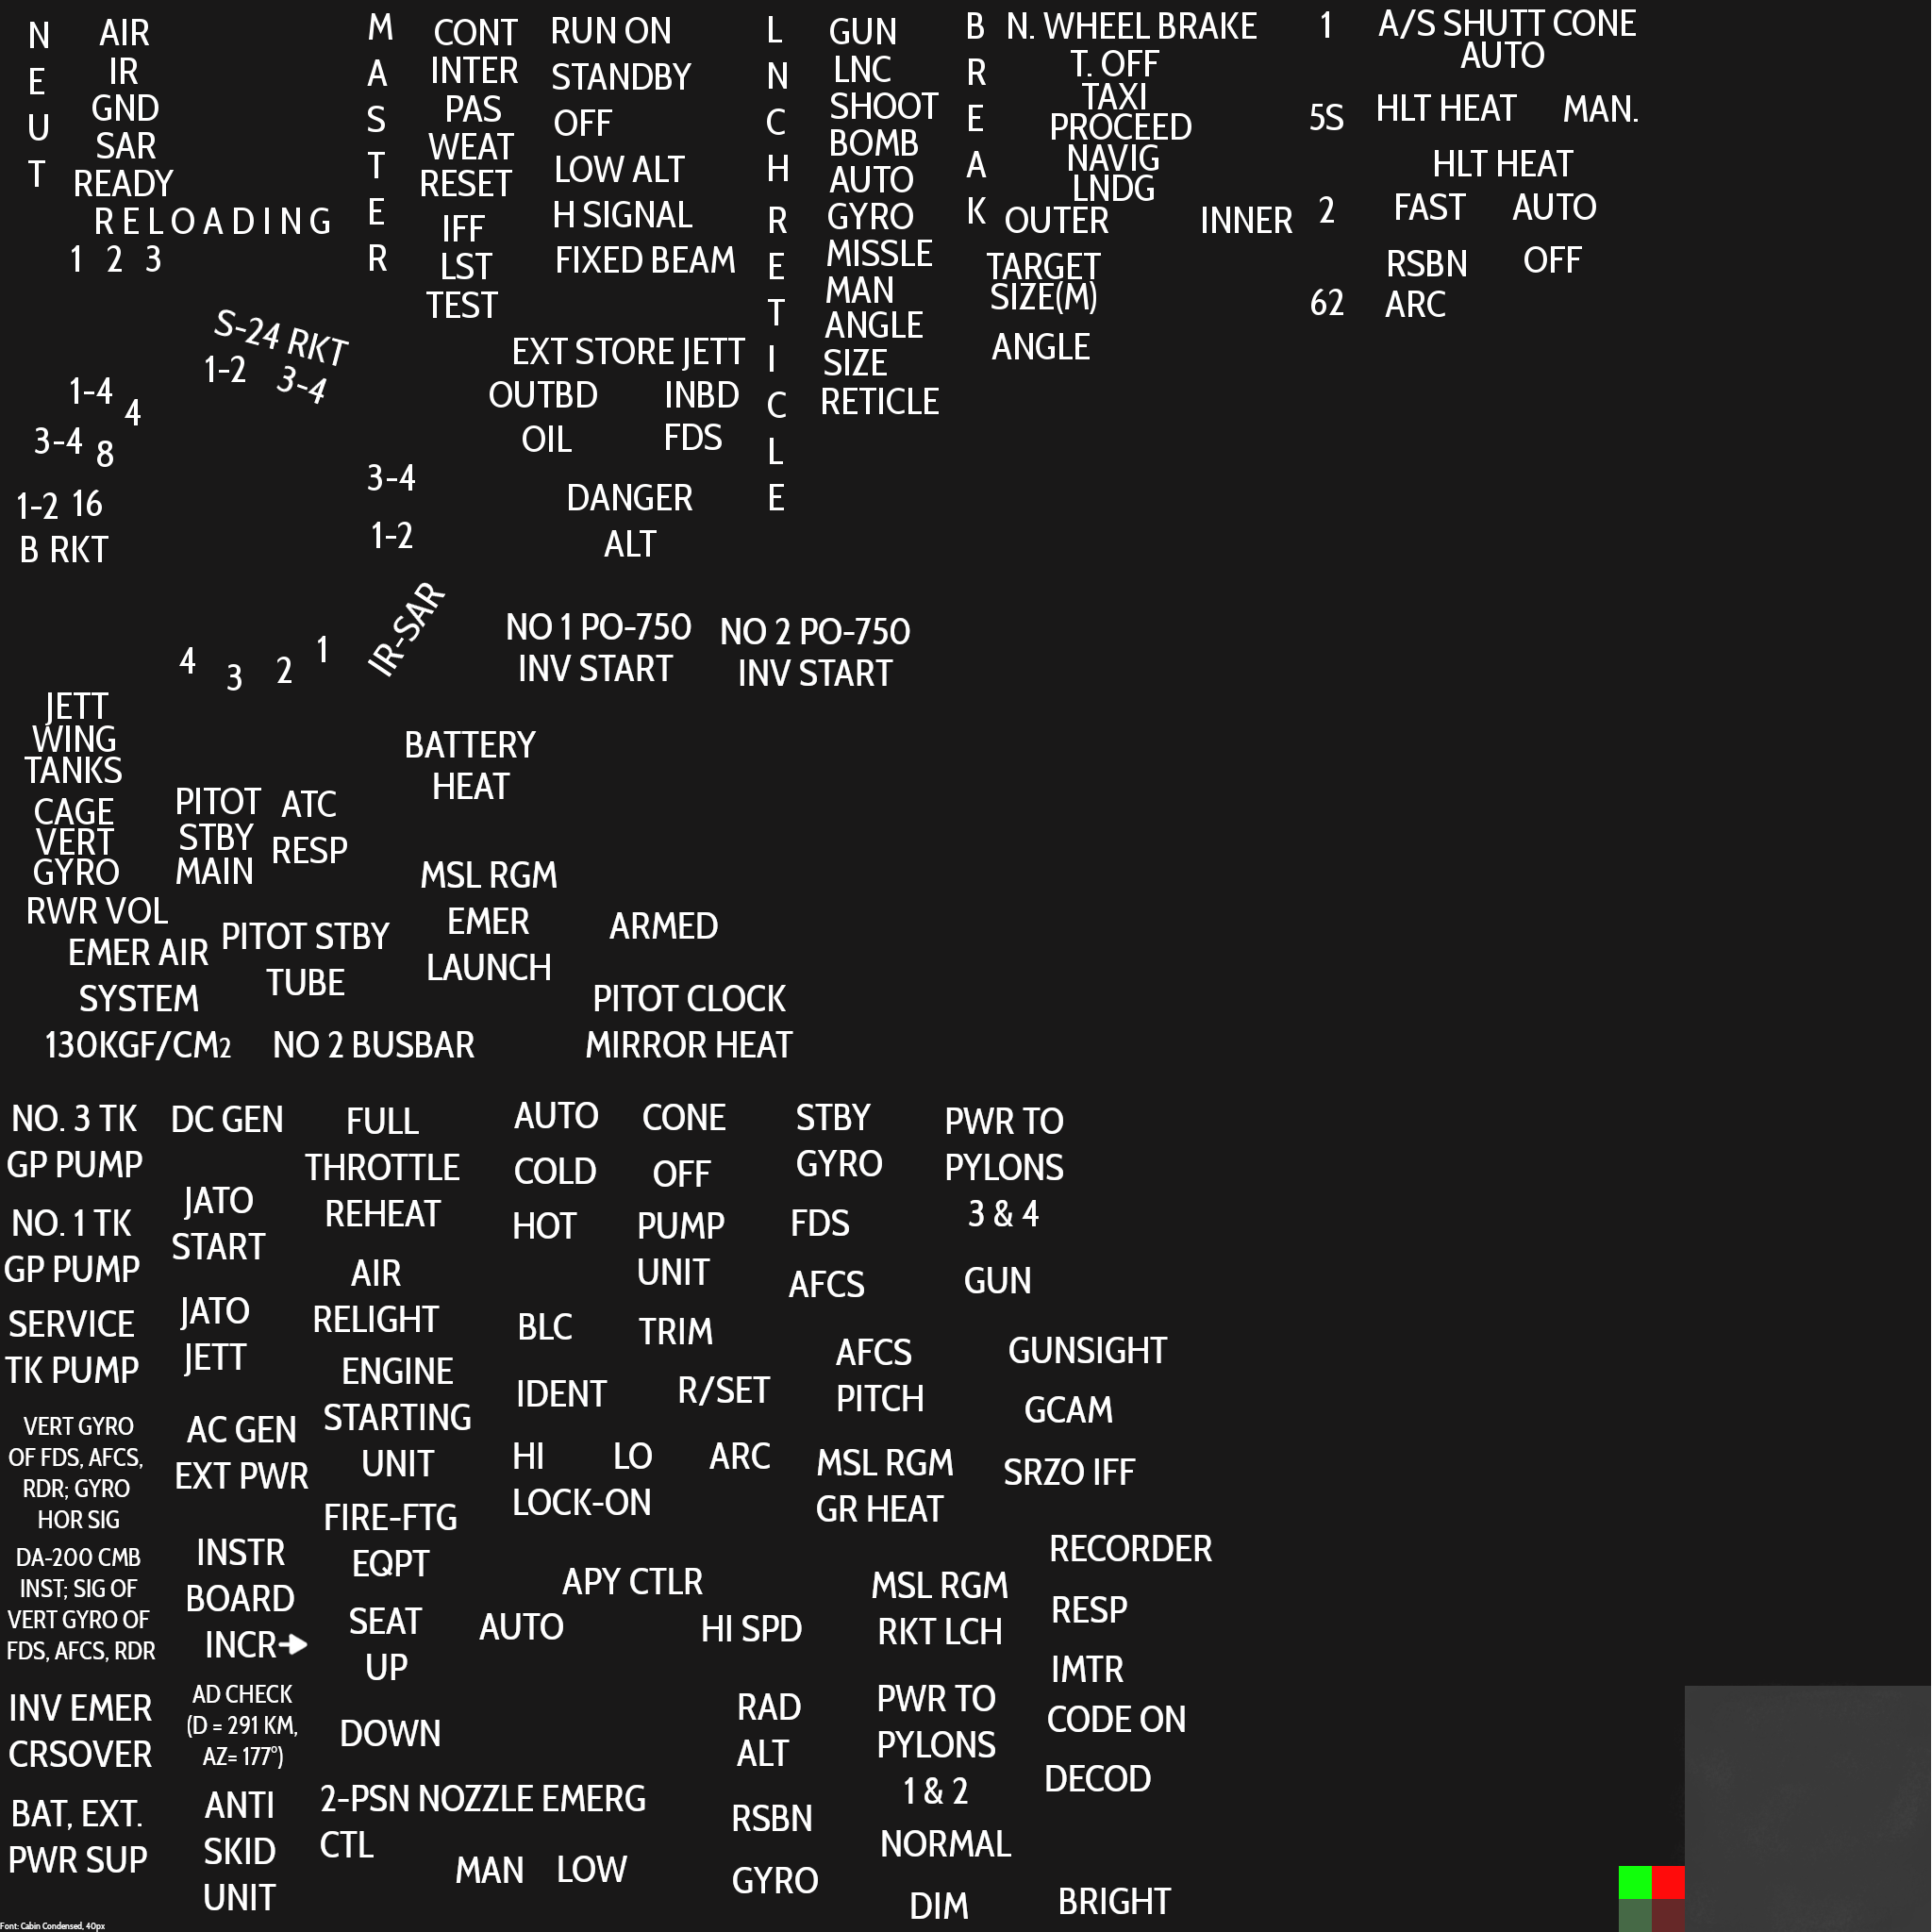 NEUT
AIR
IR
GND
SAR
READY
RELOADING
1 2 3
MASTER
CONT
INTER
PAS
WEAT
RESET
IFF
LST
TEST
RUN ON
STANDBY
OFF
LOW ALT
H SIGNAL
FIXED BEAM
LNCH RETICLE
GUN
LNC
SHOOT
BOMB
AUTO
GYRO
MISSLE
MAN
ANGLE
SIZE
RETICLE
BREAK
N. WHEEL BRAKE
T. OFF
TAXI
PROCEED
NAVIG
LNDG
OUTER INNER
TARGET
SIZE(M)
ANGLE
1
5S
2
62
A/S SHUTT CONE
AUTO
HLT HEAT MAN.
HLT HEAT
FAST AUTO
RSBN OFF
ARC
S-24 RKT
1-2 3-4
1-4
4
3-4
8
1-2 16
B RKT
EXT STORE JETT
OUTBD INBD
OIL FDS
3-4
1-2
DANGER
ALT
4 3 2 1
IR-SAR
NO 1 PO-750
INV START
NO 2 PO-750
INV START
JETT
WING
TANKS
CAGE
VERT
GYRO
RWR VOL
PITOT
STBY
MAIN
ATC
RESP
BATTERY
HEAT
EMER AIR
SYSTEM
130KGF/CM2
PITOT STBY
TUBE
NO 2 BUSBAR
MSL RGM
EMER
LAUNCH
ARMED
PITOT CLOCK
MIRROR HEAT
NO. 3 TK
GP PUMP
NO. 1 TK
GP PUMP
SERVICE
TK PUMP
VERT GYRO
OF FDS, AFCS,
RDR; GYRO
HOR SIG
DA-200 CMB
INST; SIG OF
VERT GYRO OF
FDS, AFCS, RDR
INV EMER
CRSOVER
BAT, EXT.
PWR SUP
DC GEN
JATO
START
JATO
JETT
AC GEN
EXT PWR
INSTR
BOARD
INCR
AD CHECK
(D = 291 KM,
AZ= 177°)
ANTI
SKID
UNIT
FULL
THROTTLE
REHEAT
AIR
RELIGHT
ENGINE
STARTING
UNIT
FIRE-FTG
EQPT
SEAT
UP
DOWN
2-PSN NOZZLE EMERG
CTL
MAN LOW
AUTO
COLD
HOT
BLC
IDENT
HI LO ARC
LOCK-ON
CONE
OFF
PUMP
UNIT
TRIM
R/SET
APY CTLR
AUTO HI SPD
RAD
ALT
RSBN
GYRO
STBY
GYRO
FDS
AFCS
AFCS
PITCH
MSL RGM
GR HEAT
MSL RGM
RKT LCH
PWR TO
PYLONS
1 & 2
NORMAL
DIM
PWR TO
PYLONS
3 & 4
GUN
GUNSIGHT
GCAM
SRZO IFF
RECORDER
RESP
IMTR
CODE ON
DECOD
BRIGHT
Font: Cabin Condensed, 40px